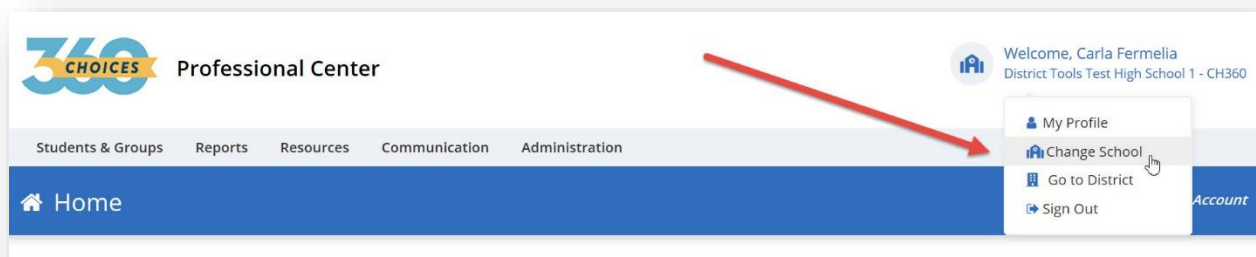 360
CHOICES
Professional Center
Welcome, Carla Fermelia
District Tools Test High School 1 - CH360
My Profile
Change School
Go to District
Sign Out
Students & Groups Reports Resources Communication Administration
Home
Account